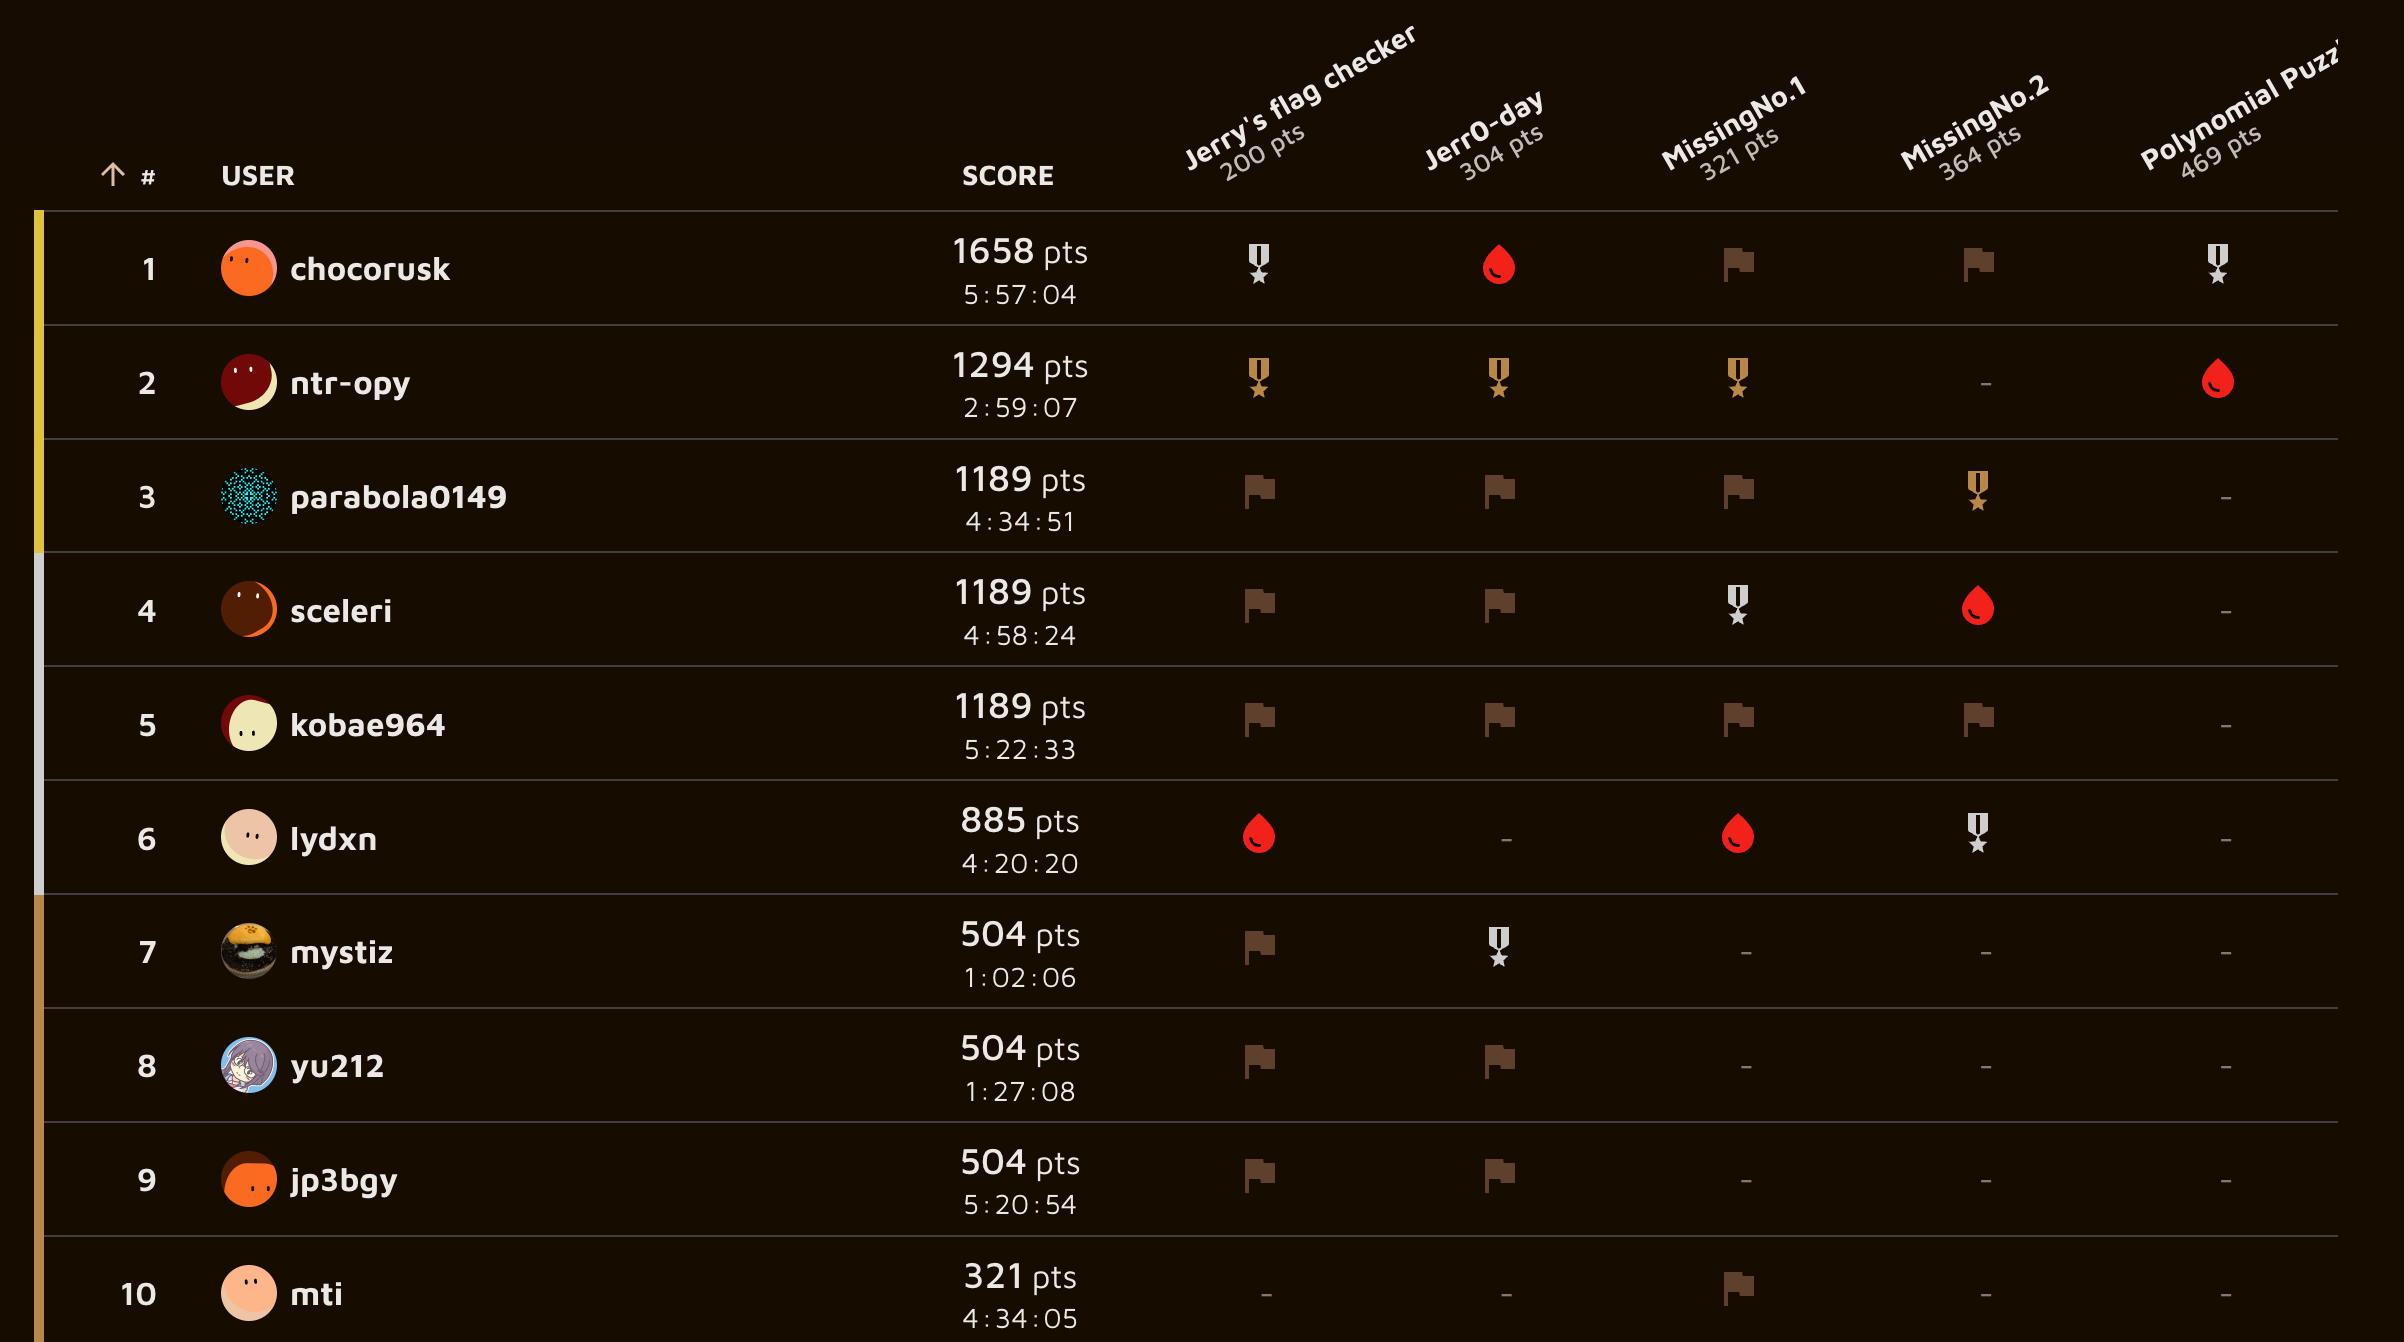 Jerry's flag checker
200 pts
Jerr0-day
304 pts
MissingNo.1
321 pts
MissingNo.2
364 pts
Polynomial Puzz
469 pts
# USER SCORE
1 chocorusk 1658 pts
5:57:04
2 ntr-opy 1294 pts -
2:59:07
3 parabola0149 1189 pts -
4:34:51
4 sceleri 1189 pts -
4:58:24
5 kobae964 1189 pts -
5:22:33
6 lydxn 885 pts - -
4:20:20
7 mystiz 504 pts - - -
1:02:06
8 yu212 504 pts - - -
1:27:08
9 jp3bgy 504 pts - - -
5:20:54
10 mti 321 pts - - - -
4:34:05